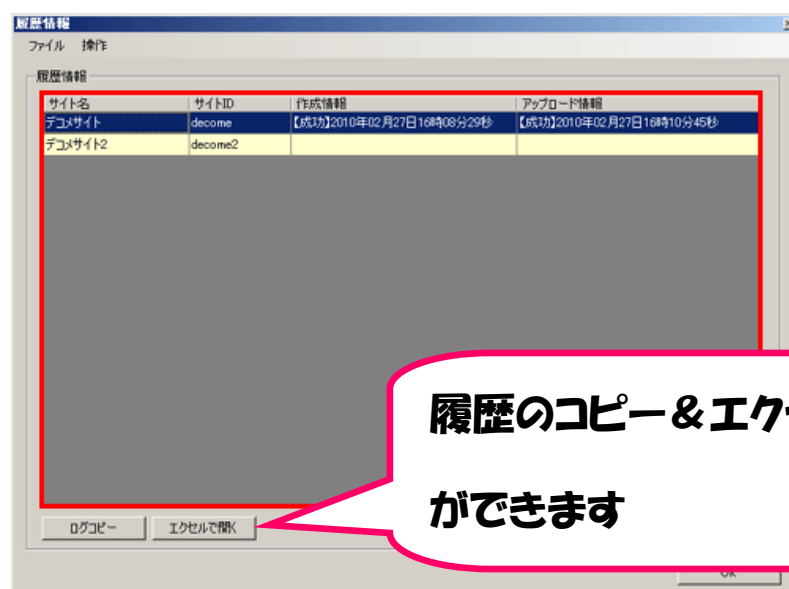 履歴情報
ファイル 操作
履歴情報
サイト名 サイトID 作成情報 アップロード情報
デコメサイト decome 【成功】2010年02月27日16時08分29秒 【成功】2010年02月27日16時10分45秒
デコメサイト2 decome2
履歴のコピー＆エク
ができます
ログコピー エクセルで開く
OK